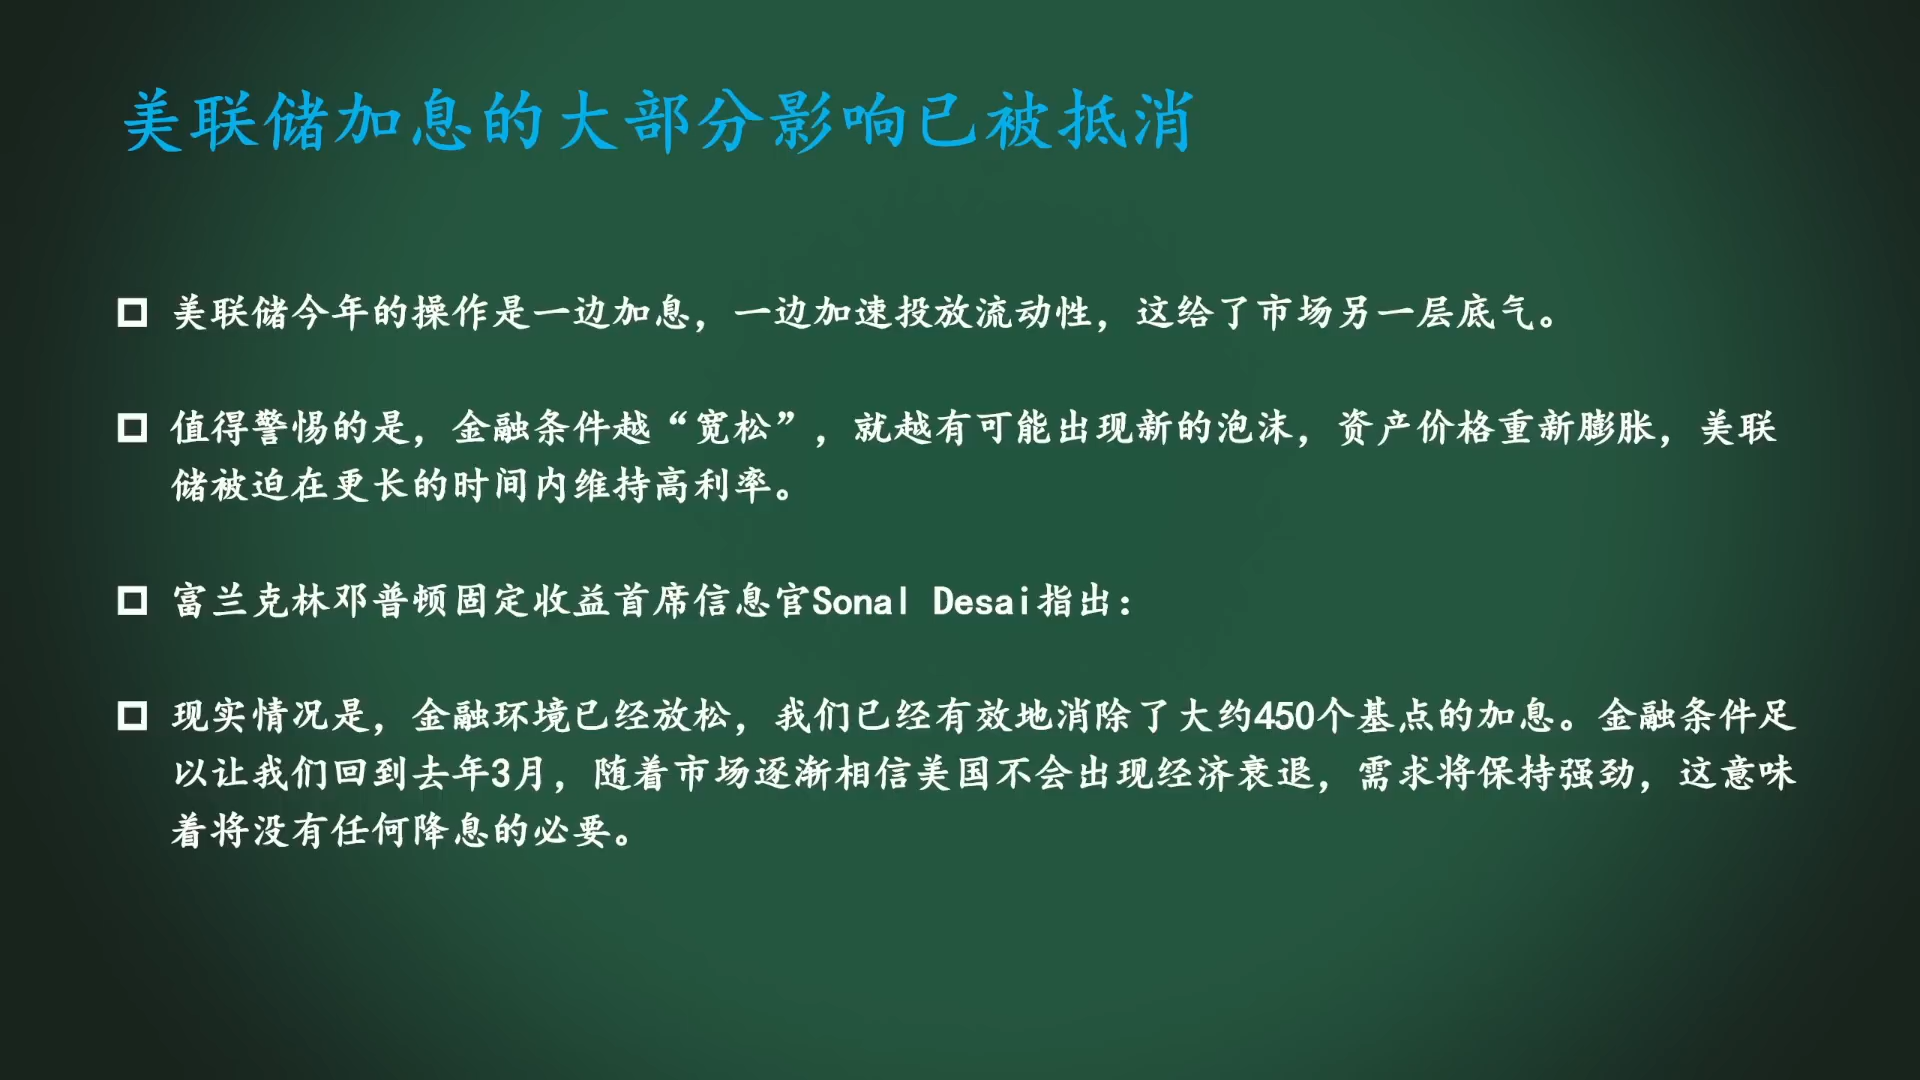 美联储加息的大部分影响已被抵消
美联储今年的操作是一边加息，一边加速投放流动性，这给了市场另一层底气。
值得警惕的是，金融条件越“宽松”，就越有可能出现新的泡沫，资产价格重新膨胀，美联
储被迫在更长的时间内维持高利率。
富兰克林邓普顿固定收益首席信息官Sonal Desai指出：
现实情况是，金融环境已经放松，我们已经有效地消除了大约450个基点的加息。金融条件足
以让我们回到去年3月，随着市场逐渐相信美国不会出现经济衰退，需求将保持强劲，这意味
着将没有任何降息的必要。